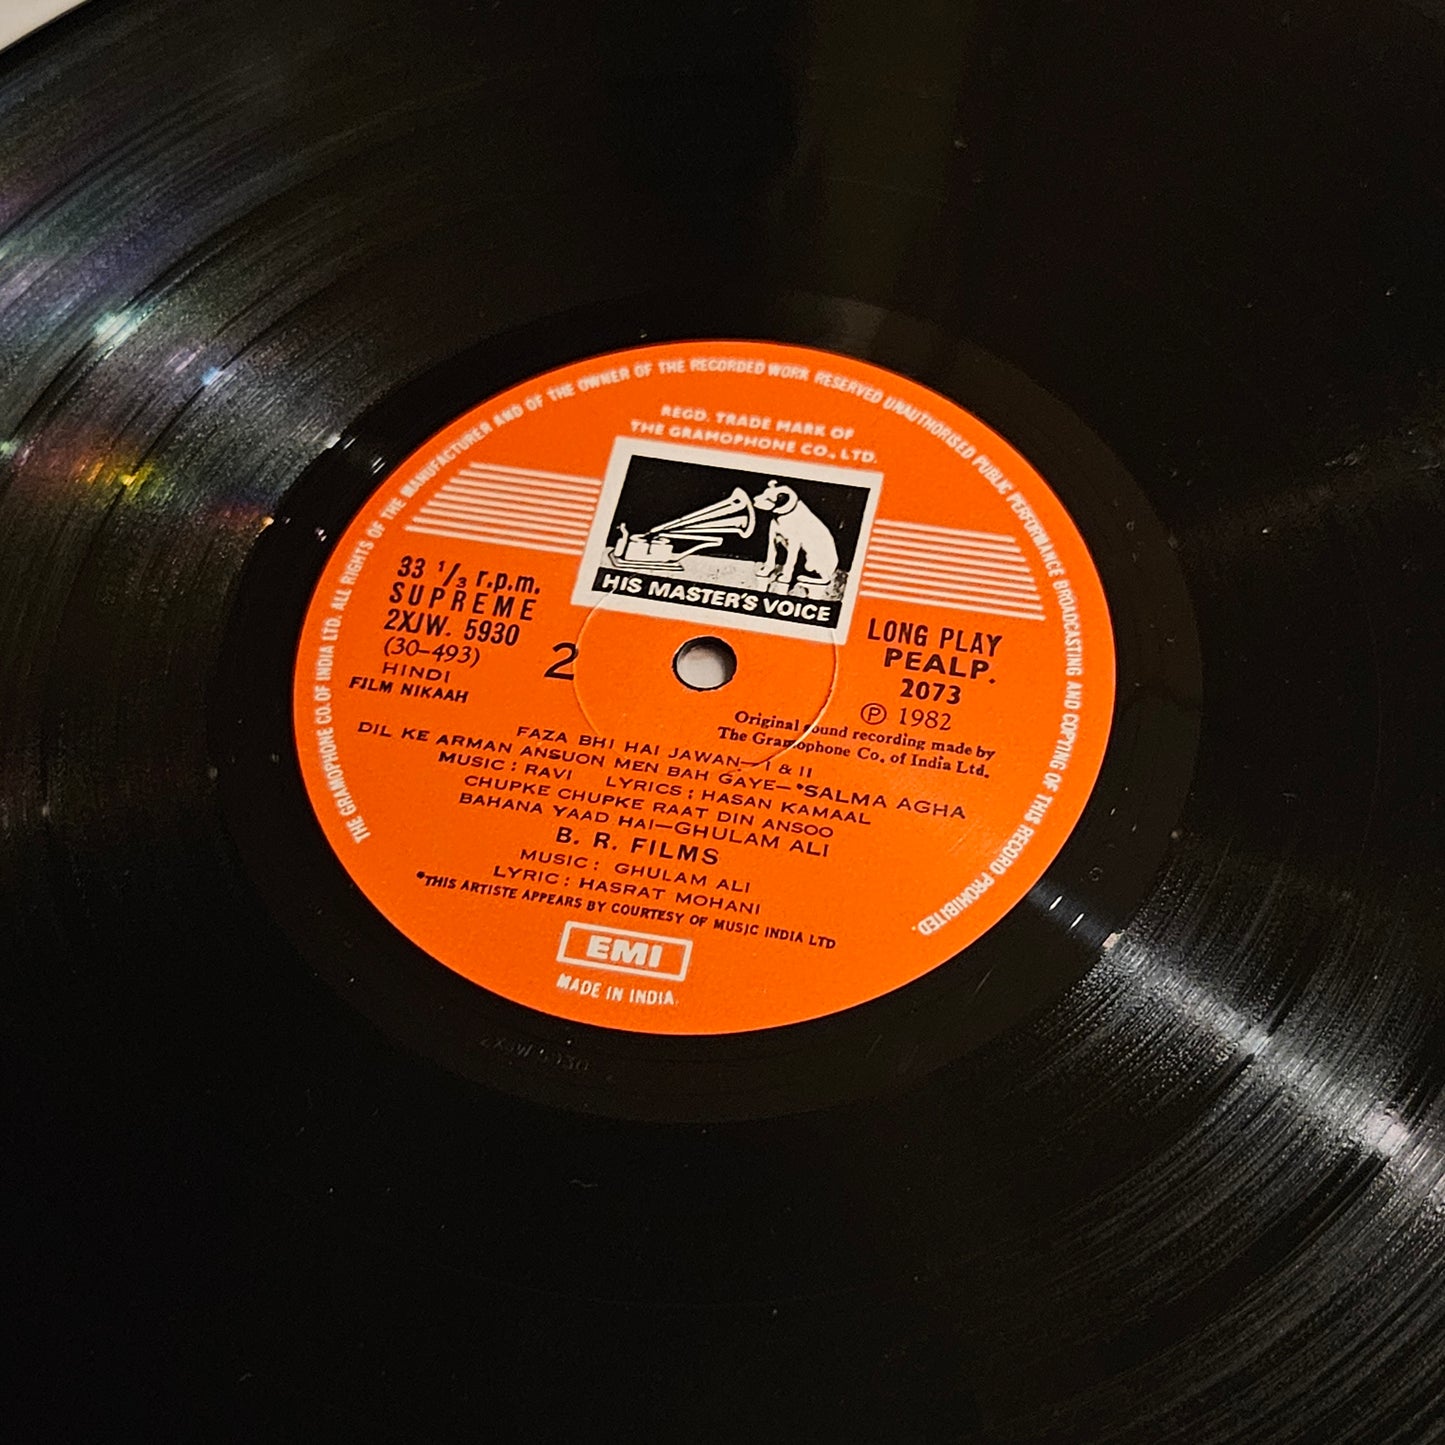 THE GRAMOPHONE CO. OF INDIA LTD. ALL RIGHTS OF THE MANUFACTURER AND OF THE OWNER OF THE RECORDED WORK RESERVED UNAUTHORISED PUBLIC PERFORMANCE BROADCASTING AND COPYING OF THIS RECORD PROHIBITED.
REGD. TRADE MARK OF
THE GRAMOPHONE CO., LTD.
HIS MASTER'S VOICE
33 1/3 r.p.m.
SUPREME
2XJW. 5930
(30-493)
HINDI
FILM NIKAAH
2
LONG PLAY
PEALP.
2073
Ⓟ 1982
Original sound recording made by
The Gramophone Co. of India Ltd.
FAZA BHI HAI JAWAN—I & II
DIL KE ARMAN ANSUON MEN BAH GAYE—*SALMA AGHA
MUSIC : RAVI LYRICS : HASAN KAMAAL
CHUPKE CHUPKE RAAT DIN ANSOO
BAHANA YAAD HAI—GHULAM ALI
B. R. FILMS
MUSIC : GHULAM ALI
LYRIC : HASRAT MOHANI
*THIS ARTISTE APPEARS BY COURTESY OF MUSIC INDIA LTD
EMI
MADE IN INDIA
2XJW 5930